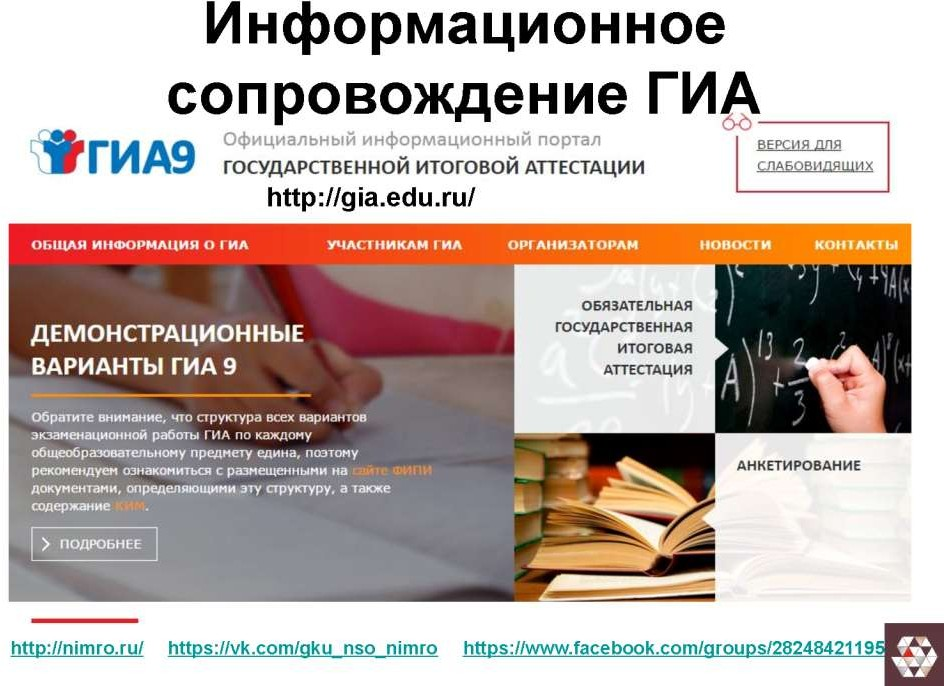 Информационное
сопровождение ГИА
ГИА9
Официальный информационный портал
ГОСУДАРСТВЕННОЙ ИТОГОВОЙ АТТЕСТАЦИИ
http://gia.edu.ru/
ВЕРСИЯ ДЛЯ
СЛАБОВИДЯЩИХ
ОБЩАЯ ИНФОРМАЦИЯ О ГИА УЧАСТНИКАМ ГИА ОРГАНИЗАТОРАМ НОВОСТИ КОНТАКТЫ
ДЕМОНСТРАЦИОННЫЕ
ВАРИАНТЫ ГИА 9
Обратите внимание, что структура всех вариантов
экзаменационной работы ГИА по каждому
общеобразовательному предмету едина, поэтому
рекомендуем ознакомиться с размещенными на сайте ФИПИ
документами, определяющими эту структуру, а также
содержание КИМ.
ПОДРОБНЕЕ
ОБЯЗАТЕЛЬНАЯ
ГОСУДАРСТВЕННАЯ
ИТОГОВАЯ
АТТЕСТАЦИЯ
АНКЕТИРОВАНИЕ
http://nimro.ru/ https://vk.com/gku_nso_nimro https://www.facebook.com/groups/28248421195